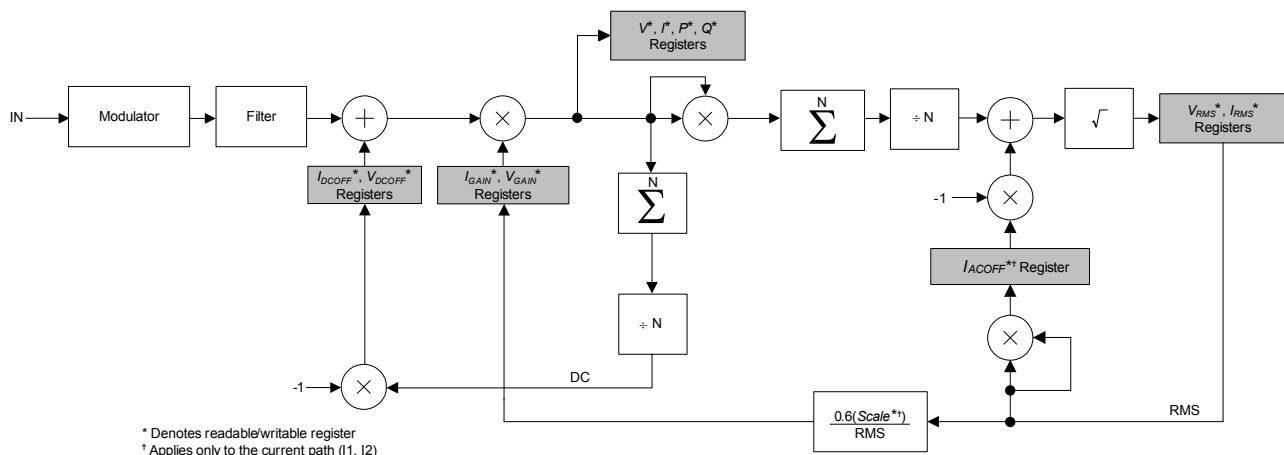 V*, I*, P*, Q*
Registers
IN
Modulator
Filter
+
×
×
N
Σ
÷ N
+
√
VRMS*, IRMS*
Registers
IDCOFF*, VDCOFF*
Registers
IGAIN*, VGAIN*
Registers
N
Σ
-1
×
IACOFF*† Register
÷ N
×
-1
×
DC
0.6(Scale*†)
RMS
RMS
* Denotes readable/writable register
† Applies only to the current path (I1, I2)